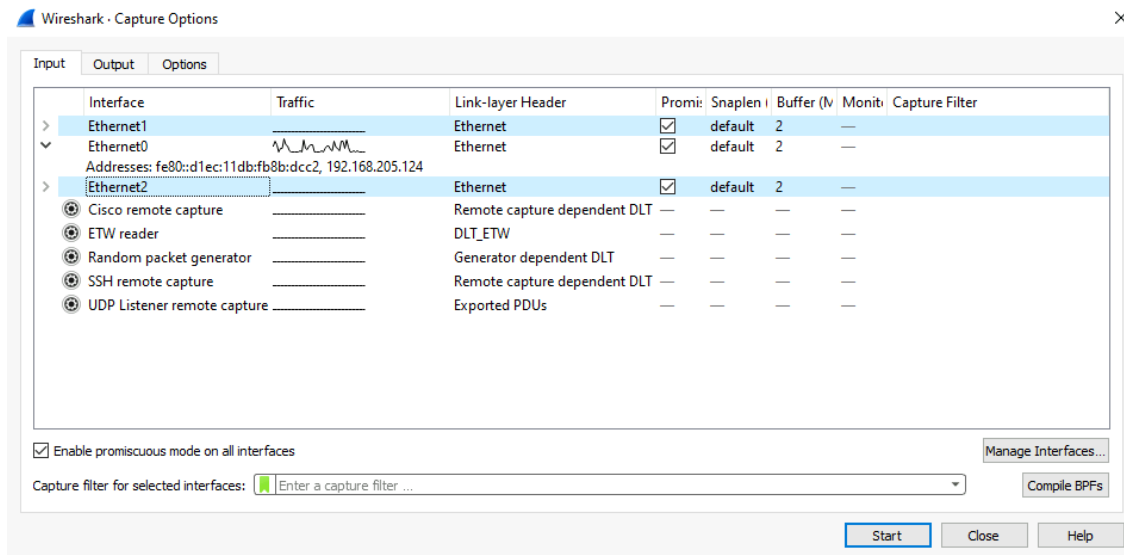 Wireshark · Capture Options
Input Output Options
Interface Traffic Link-layer Header Promis Snaplen ( Buffer (M Monito Capture Filter
Ethernet1 Ethernet default 2 —
Ethernet0 Ethernet default 2 —
Addresses: fe80::d1ec:11db:fb8b:dcc2, 192.168.205.124
Ethernet2 Ethernet default 2 —
Cisco remote capture Remote capture dependent DLT — — — —
ETW reader DLT_ETW — — — —
Random packet generator Generator dependent DLT — — — —
SSH remote capture Remote capture dependent DLT — — — —
UDP Listener remote capture Exported PDUs — — — —
Enable promiscuous mode on all interfaces Manage Interfaces...
Capture filter for selected interfaces: Enter a capture filter ... Compile BPFs
Start Close Help